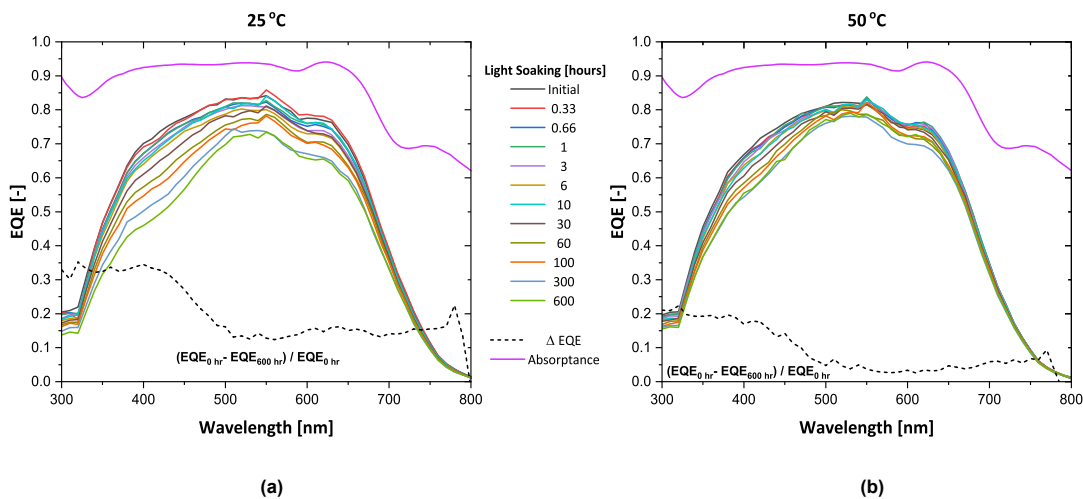 25 °C
1.0
0.9
0.8
0.7
0.6
0.5
0.4
0.3
0.2
0.1
0.0
EQE [-]
300 400 500 600 700 800
Wavelength [nm]
(EQE0 hr- EQE600 hr) / EQE0 hr
(a)
Light Soaking [hours]
Initial
0.33
0.66
1
3
6
10
30
60
100
300
600
Δ EQE
Absorptance
50 °C
1.0
0.9
0.8
0.7
0.6
0.5
0.4
0.3
0.2
0.1
0.0
EQE [-]
300 400 500 600 700 800
Wavelength [nm]
(EQE0 hr- EQE600 hr) / EQE0 hr
(b)